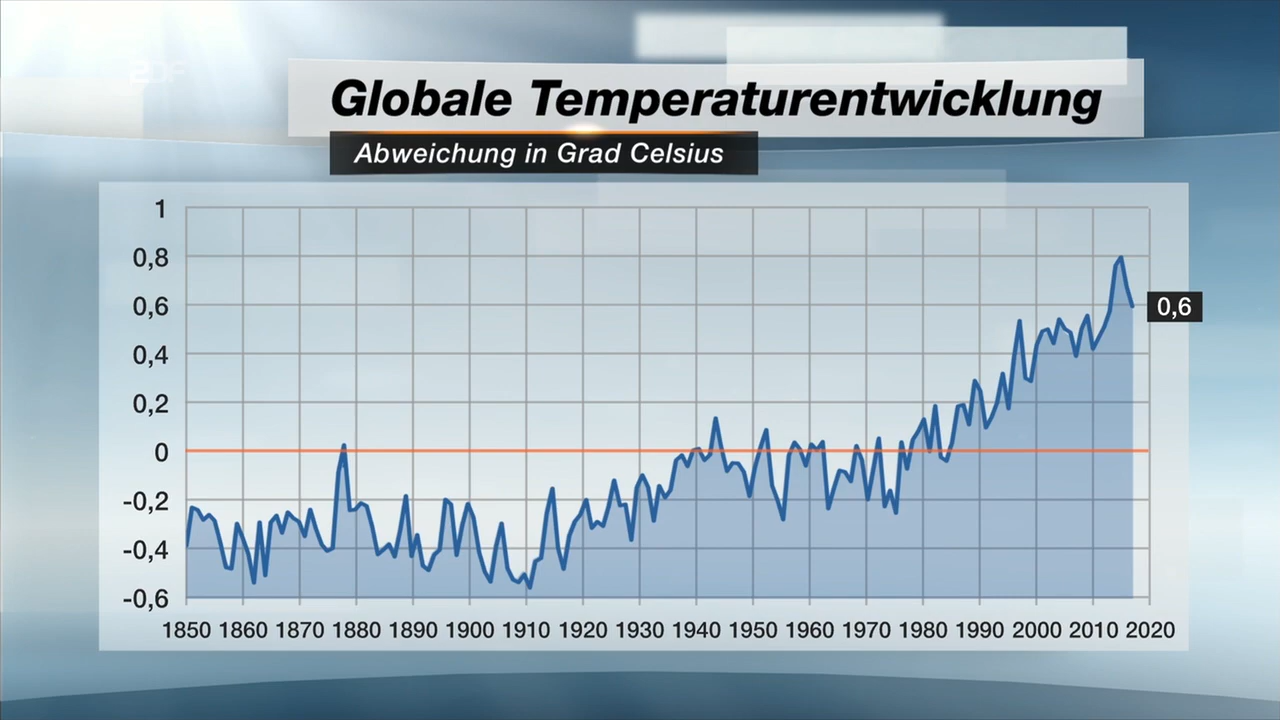 ZDF
Globale Temperaturentwicklung
Abweichung in Grad Celsius
1
0,8
0,6
0,6
0,4
0,2
0
-0,2
-0,4
-0,6
1850 1860 1870 1880 1890 1900 1910 1920 1930 1940 1950 1960 1970 1980 1990 2000 2010 2020